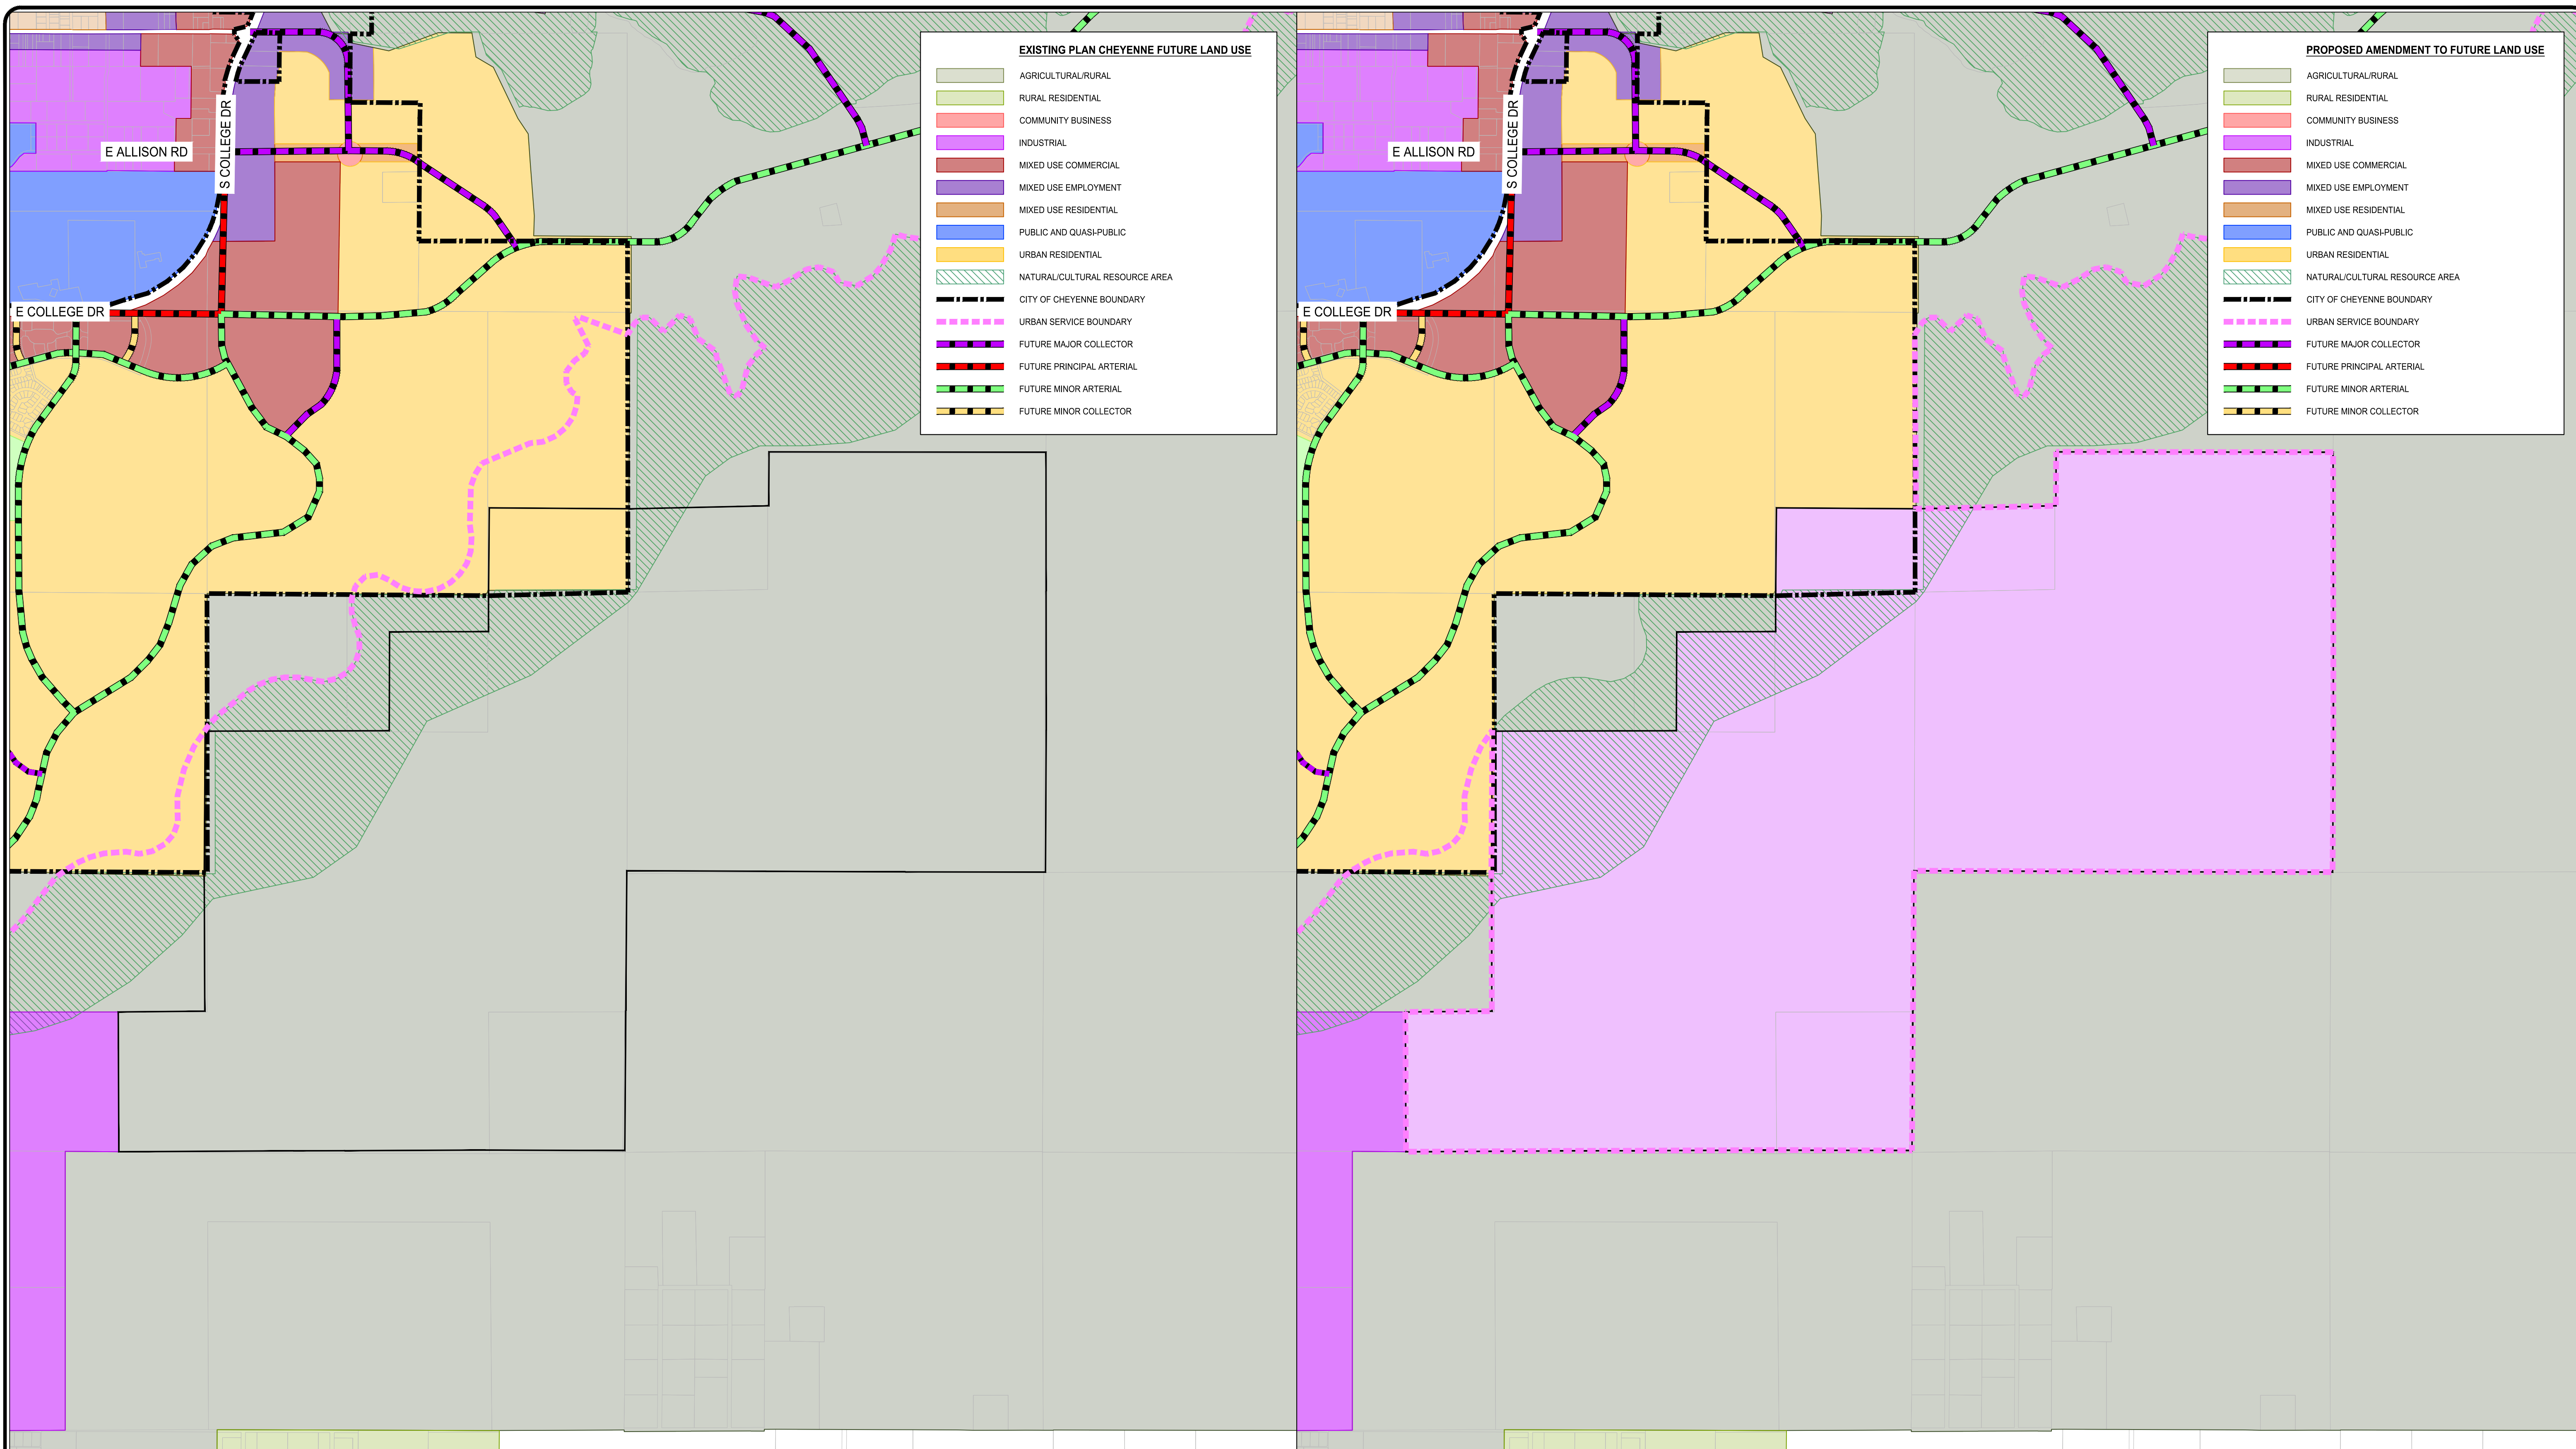 EXISTING PLAN CHEYENNE FUTURE LAND USE
AGRICULTURAL/RURAL
RURAL RESIDENTIAL
COMMUNITY BUSINESS
INDUSTRIAL
MIXED USE COMMERCIAL
MIXED USE EMPLOYMENT
MIXED USE RESIDENTIAL
PUBLIC AND QUASI-PUBLIC
URBAN RESIDENTIAL
NATURAL/CULTURAL RESOURCE AREA
CITY OF CHEYENNE BOUNDARY
URBAN SERVICE BOUNDARY
FUTURE MAJOR COLLECTOR
FUTURE PRINCIPAL ARTERIAL
FUTURE MINOR ARTERIAL
FUTURE MINOR COLLECTOR
S COLLEGE DR
E ALLISON RD
E COLLEGE DR
PROPOSED AMENDMENT TO FUTURE LAND USE
AGRICULTURAL/RURAL
RURAL RESIDENTIAL
COMMUNITY BUSINESS
INDUSTRIAL
MIXED USE COMMERCIAL
MIXED USE EMPLOYMENT
MIXED USE RESIDENTIAL
PUBLIC AND QUASI-PUBLIC
URBAN RESIDENTIAL
NATURAL/CULTURAL RESOURCE AREA
CITY OF CHEYENNE BOUNDARY
URBAN SERVICE BOUNDARY
FUTURE MAJOR COLLECTOR
FUTURE PRINCIPAL ARTERIAL
FUTURE MINOR ARTERIAL
FUTURE MINOR COLLECTOR
S COLLEGE DR
E ALLISON RD
E COLLEGE DR